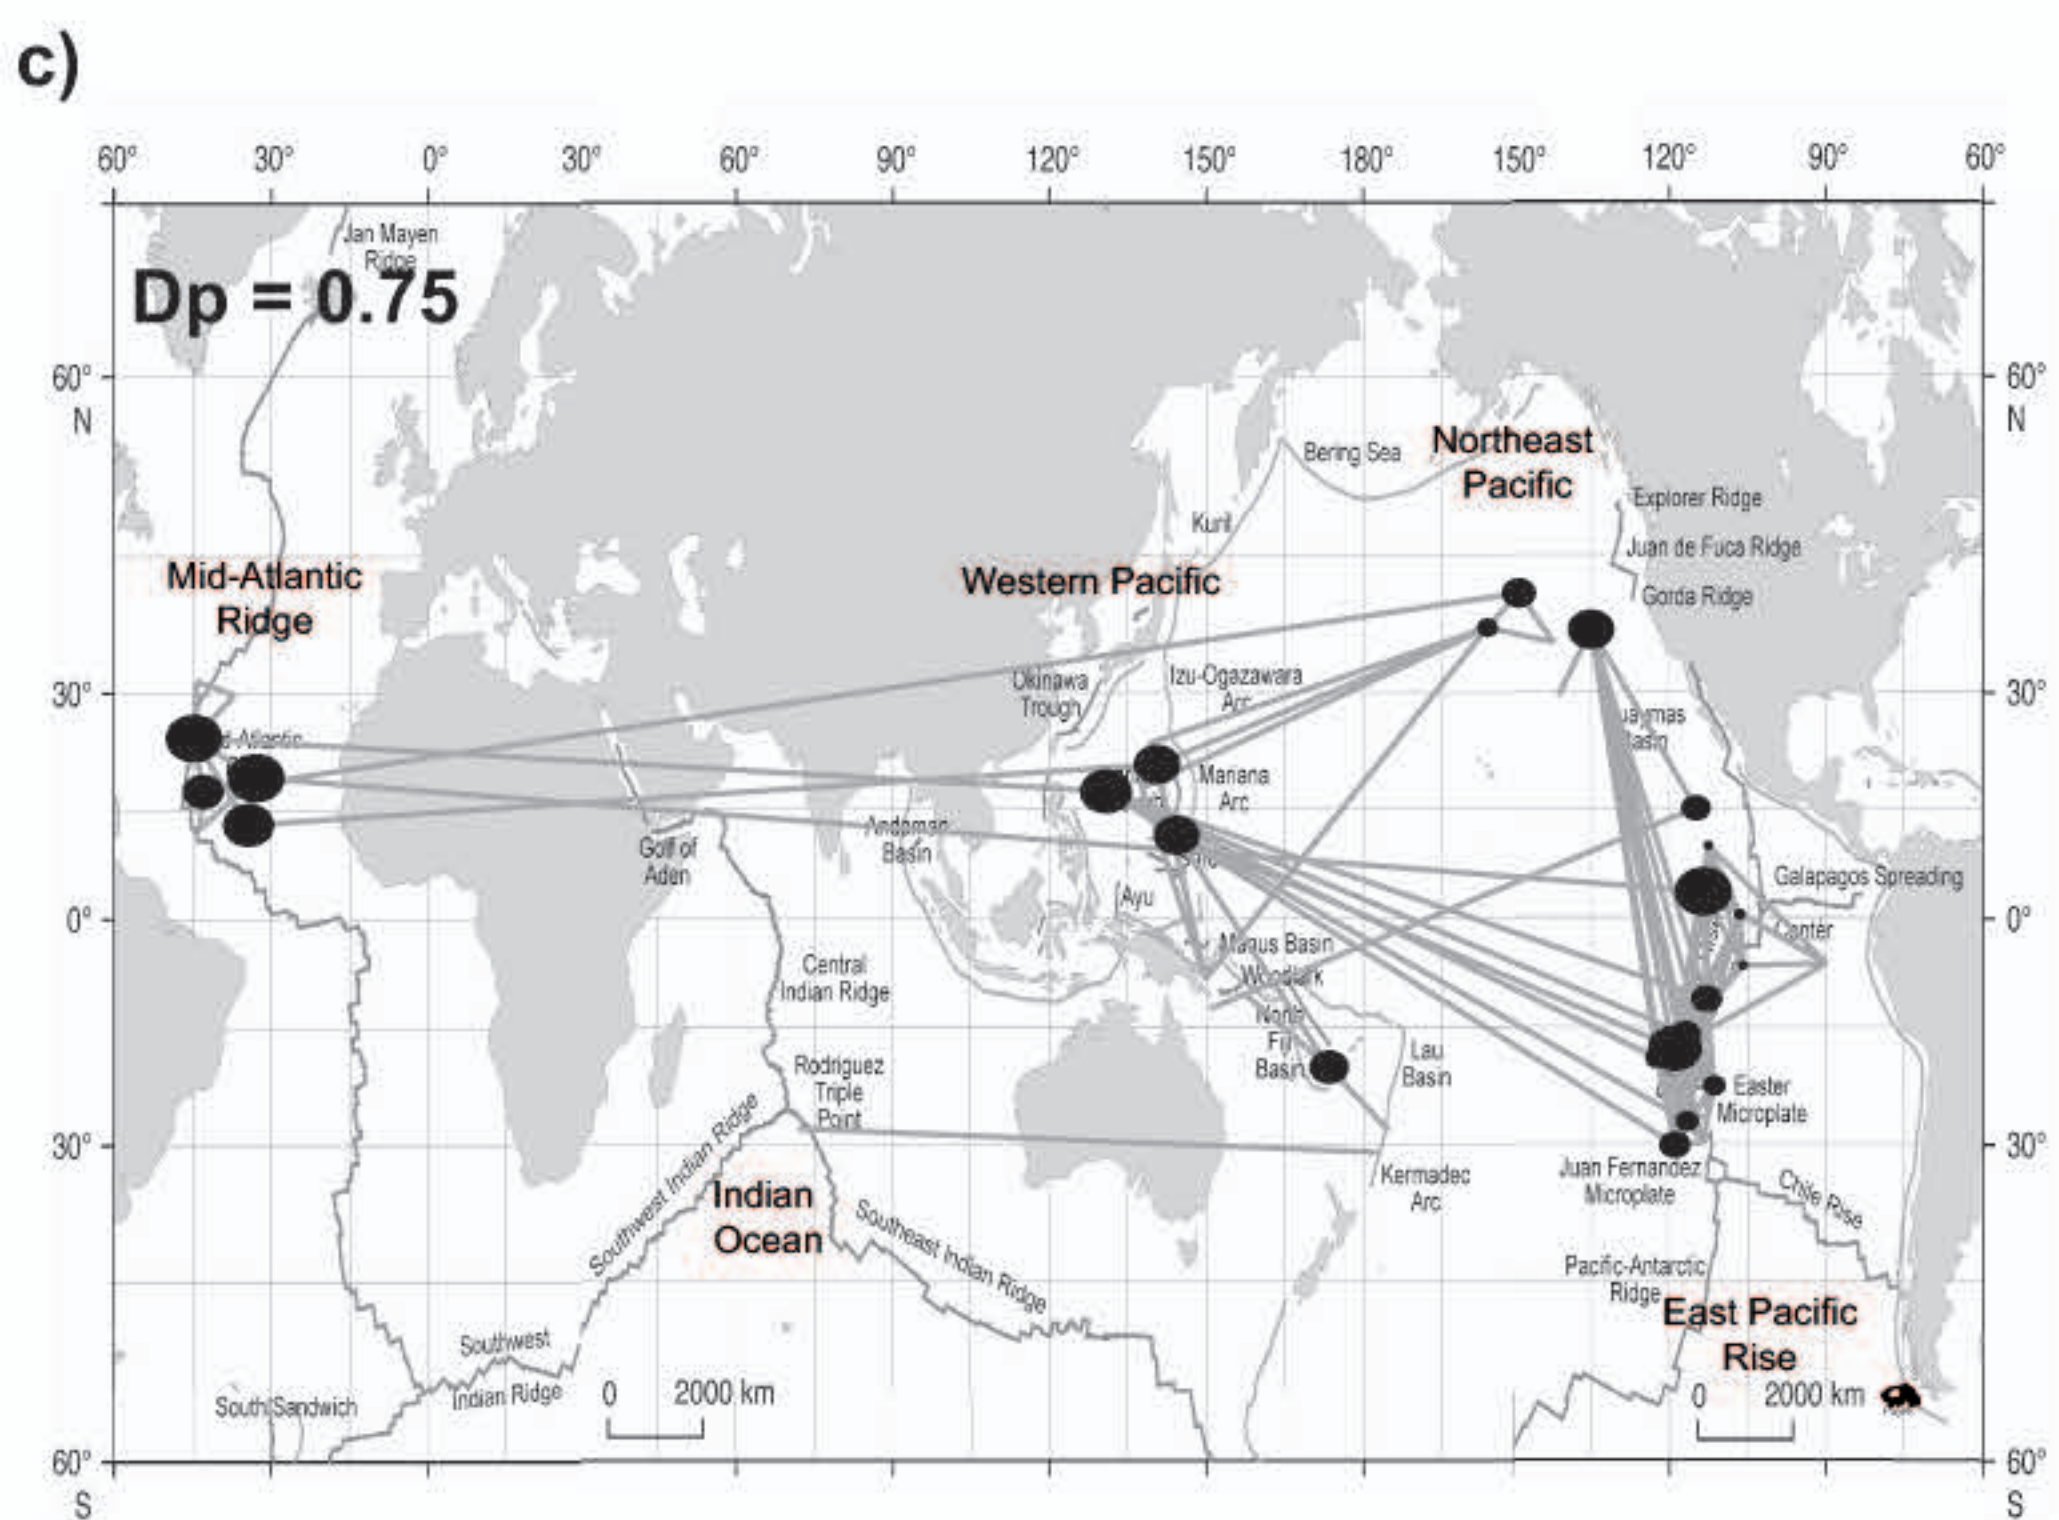 c)
60° 30° 0° 30° 60° 90° 120° 150° 180° 150° 120° 90° 60°
Jan Mayen
Ridge
Dp = 0.75
60° 60°
N N
Northeast
Pacific
Bering Sea
Explorer Ridge
Kuril
Juan de Fuca Ridge
Mid-Atlantic
Ridge
Western Pacific
Gorda Ridge
30° 30°
Okinawa
Trough
Izu-Ogazawara
Arc
Mariana
Arc
Andaman
Basin
Golf of
Aden
Galapagos Spreading
Center
Ayu
0° 0°
Manus Basin
Woodlark
Central
Indian Ridge
North
Fiji
Basin
Lau
Basin
Rodriguez
Triple
Point
Easter
Microplate
30° 30°
Southwest Indian Ridge
Juan Fernandez
Microplate
Kermadec
Arc
Chile Rise
Indian
Ocean
Southeast Indian Ridge
Pacific-Antarctic
Ridge
East Pacific
Rise
Southwest
Indian Ridge
South Sandwich
0 2000 km
0 2000 km
60° 60°
S S